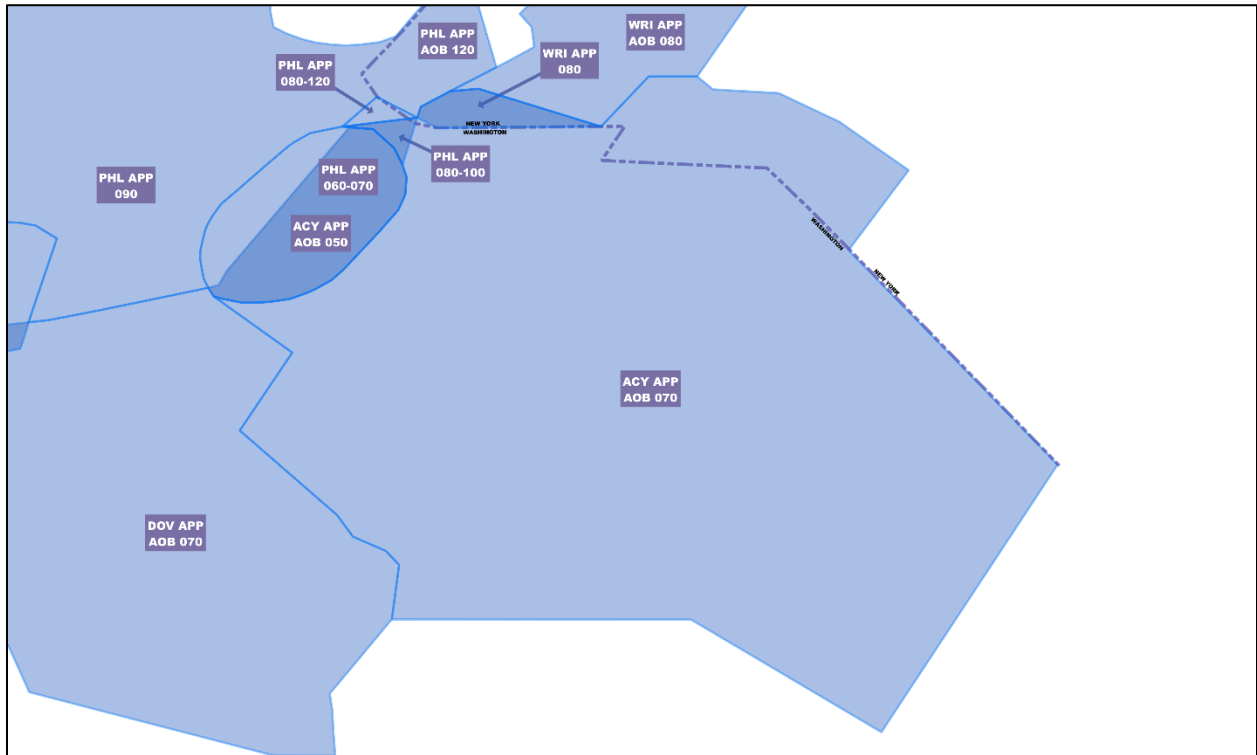 PHL APP
AOB 120
WRI APP
AOB 080
WRI APP
080
PHL APP
080-120
NEW YORK
WASHINGTON
PHL APP
080-100
PHL APP
060-070
PHL APP
090
ACY APP
AOB 050
WASHINGTON
NEW YORK
ACY APP
AOB 070
DOV APP
AOB 070